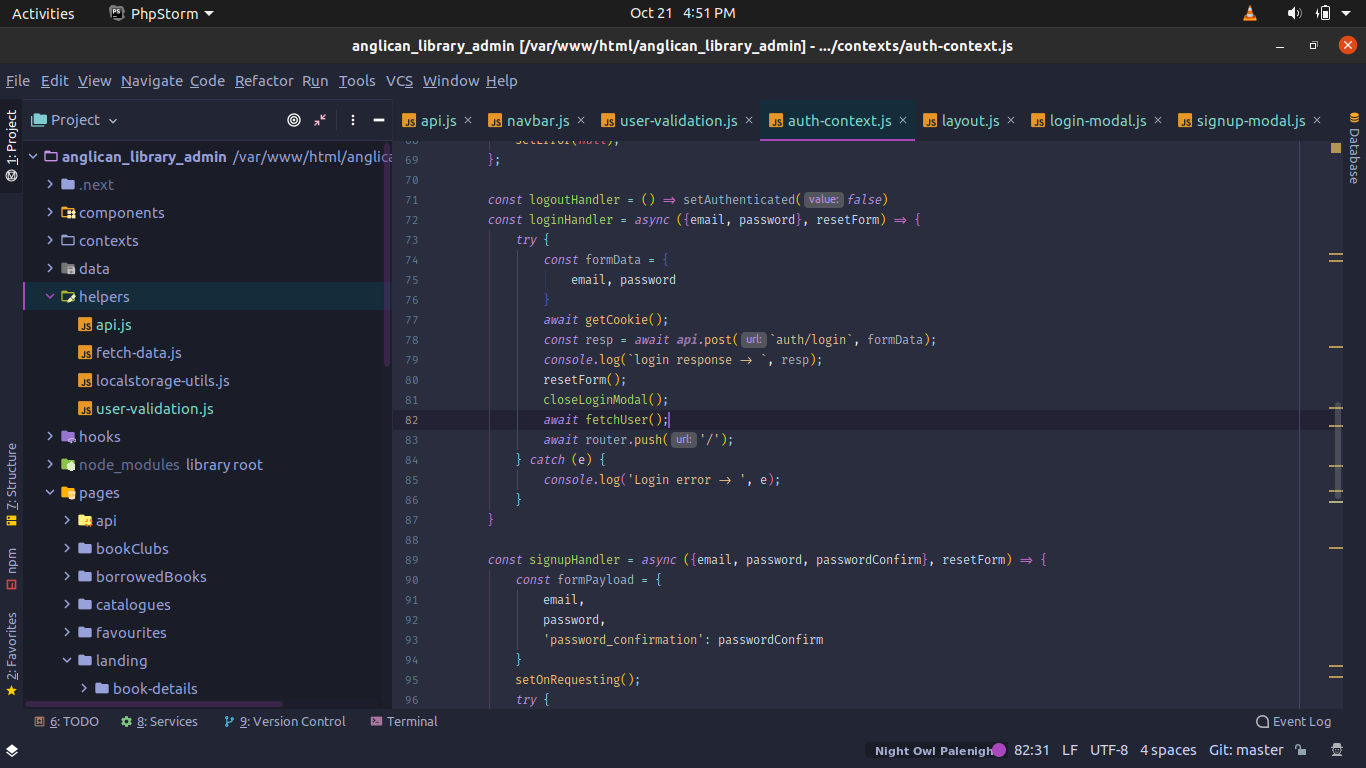 Activities PhpStorm Oct 21 4:51 PM
anglican_library_admin [/var/www/html/anglican_library_admin] - .../contexts/auth-context.js
File Edit View Navigate Code Refactor Run Tools VCS Window Help
1: Project
7: Structure
npm
2: Favorites
Project
anglican_library_admin /var/www/html/anglic
.next
components
contexts
data
helpers
api.js
fetch-data.js
localstorage-utils.js
user-validation.js
hooks
node_modules library root
pages
api
bookClubs
borrowedBooks
catalogues
favourites
landing
book-details
api.js navbar.js user-validation.js auth-context.js layout.js login-modal.js signup-modal.js
68 setError(null);
69 };
70
71 const logoutHandler = () => setAuthenticated( value: false)
72 const loginHandler = async ({email, password}, resetForm) => {
73 try {
74 const formData = {
75 email, password
76 }
77 await getCookie();
78 const resp = await api.post( url: `auth/login`, formData);
79 console.log(`login response -> `, resp);
80 resetForm();
81 closeLoginModal();
82 await fetchUser();
83 await router.push( url: '/');
84 } catch (e) {
85 console.log('Login error -> ', e);
86 }
87 }
88
89 const signupHandler = async ({email, password, passwordConfirm}, resetForm) => {
90 const formPayload = {
91 email,
92 password,
93 'password_confirmation': passwordConfirm
94 }
95 setOnRequesting();
96 try {
Database
6: TODO 8: Services 9: Version Control Terminal Event Log
Night Owl Palenigh 82:31 LF UTF-8 4 spaces Git: master